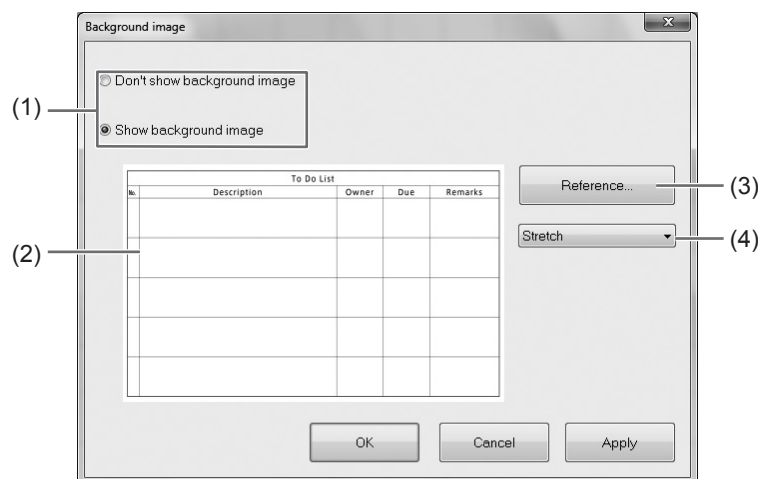 Background image
x
Don't show background image
(1)
Show background image
To Do List
No. Description Owner Due Remarks
Reference...
(3)
(2)
Stretch
(4)
OK Cancel Apply